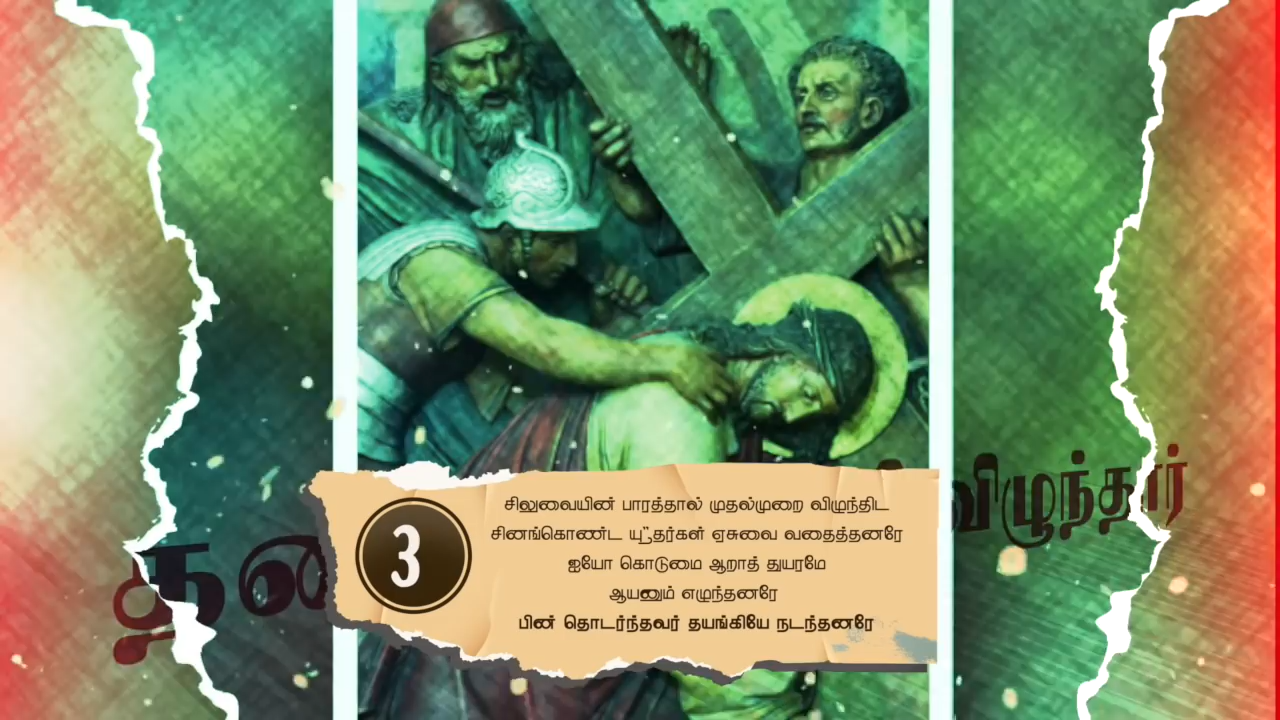 3
சிலுவையின் பாரத்தால் முதல்முறை விழுந்திட
சினங்கொண்ட யூதர்கள் ஏசுவை வதைத்தனரே
ஐயோ கொடுமை ஆறாத் துயரமே
ஆயனும் எழுந்தனரே
பின் தொடர்ந்தவர் தயங்கியே நடந்தனரே
விழுந்தார்